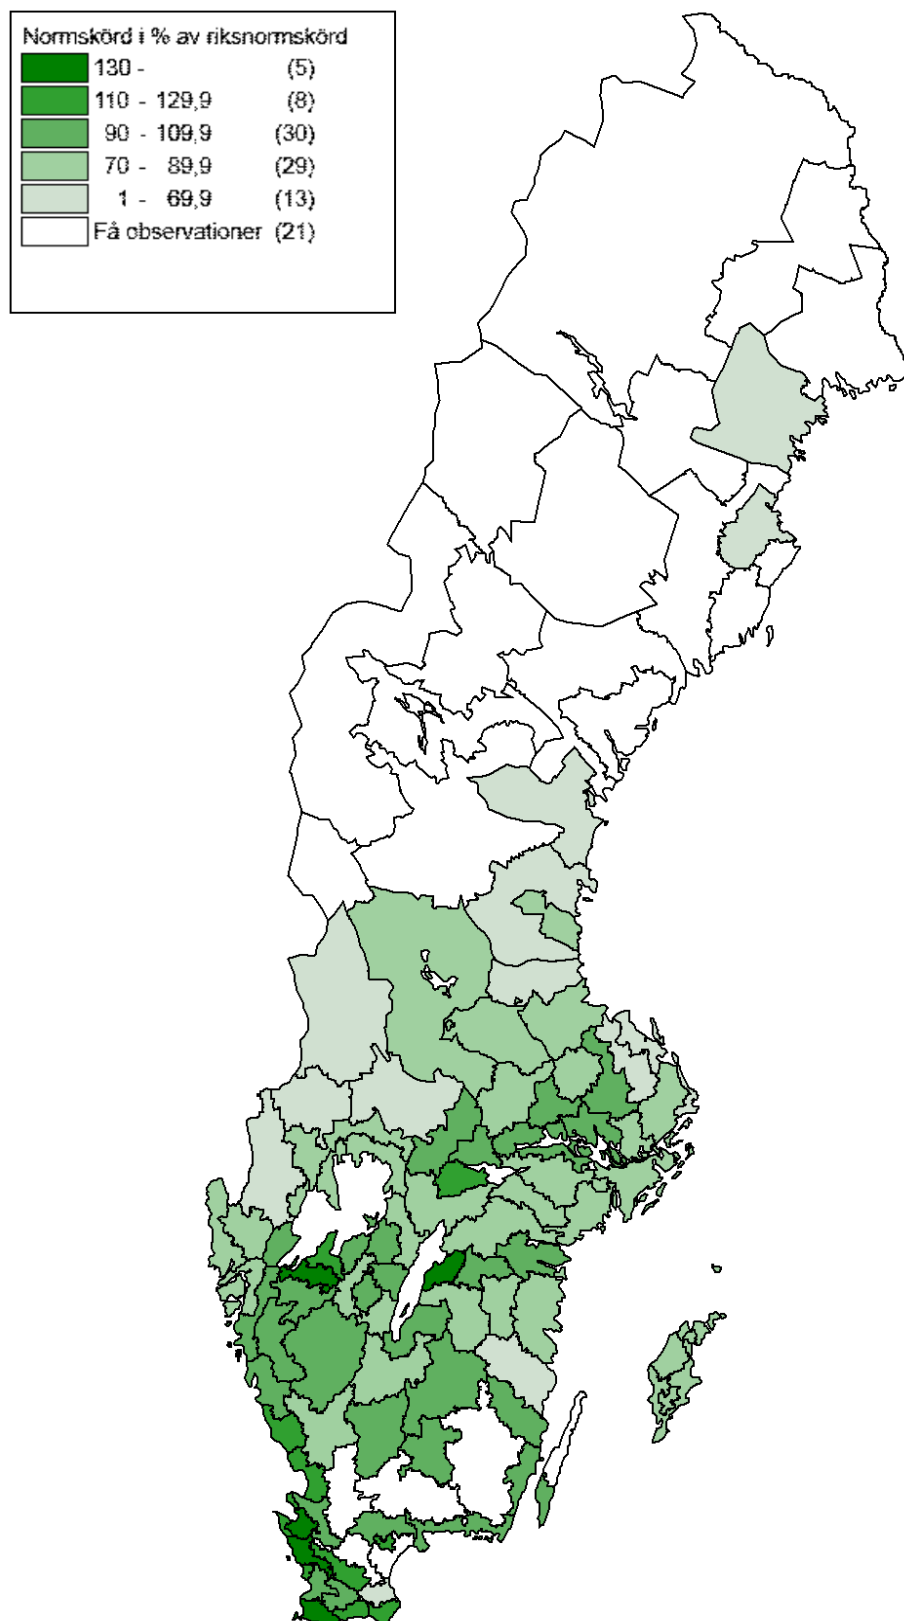 Normskörd i % av riksnormskörd
130 - (5)
110 - 129,9 (8)
90 - 109,9 (30)
70 - 89,9 (29)
1 - 69,9 (13)
Få observationer (21)